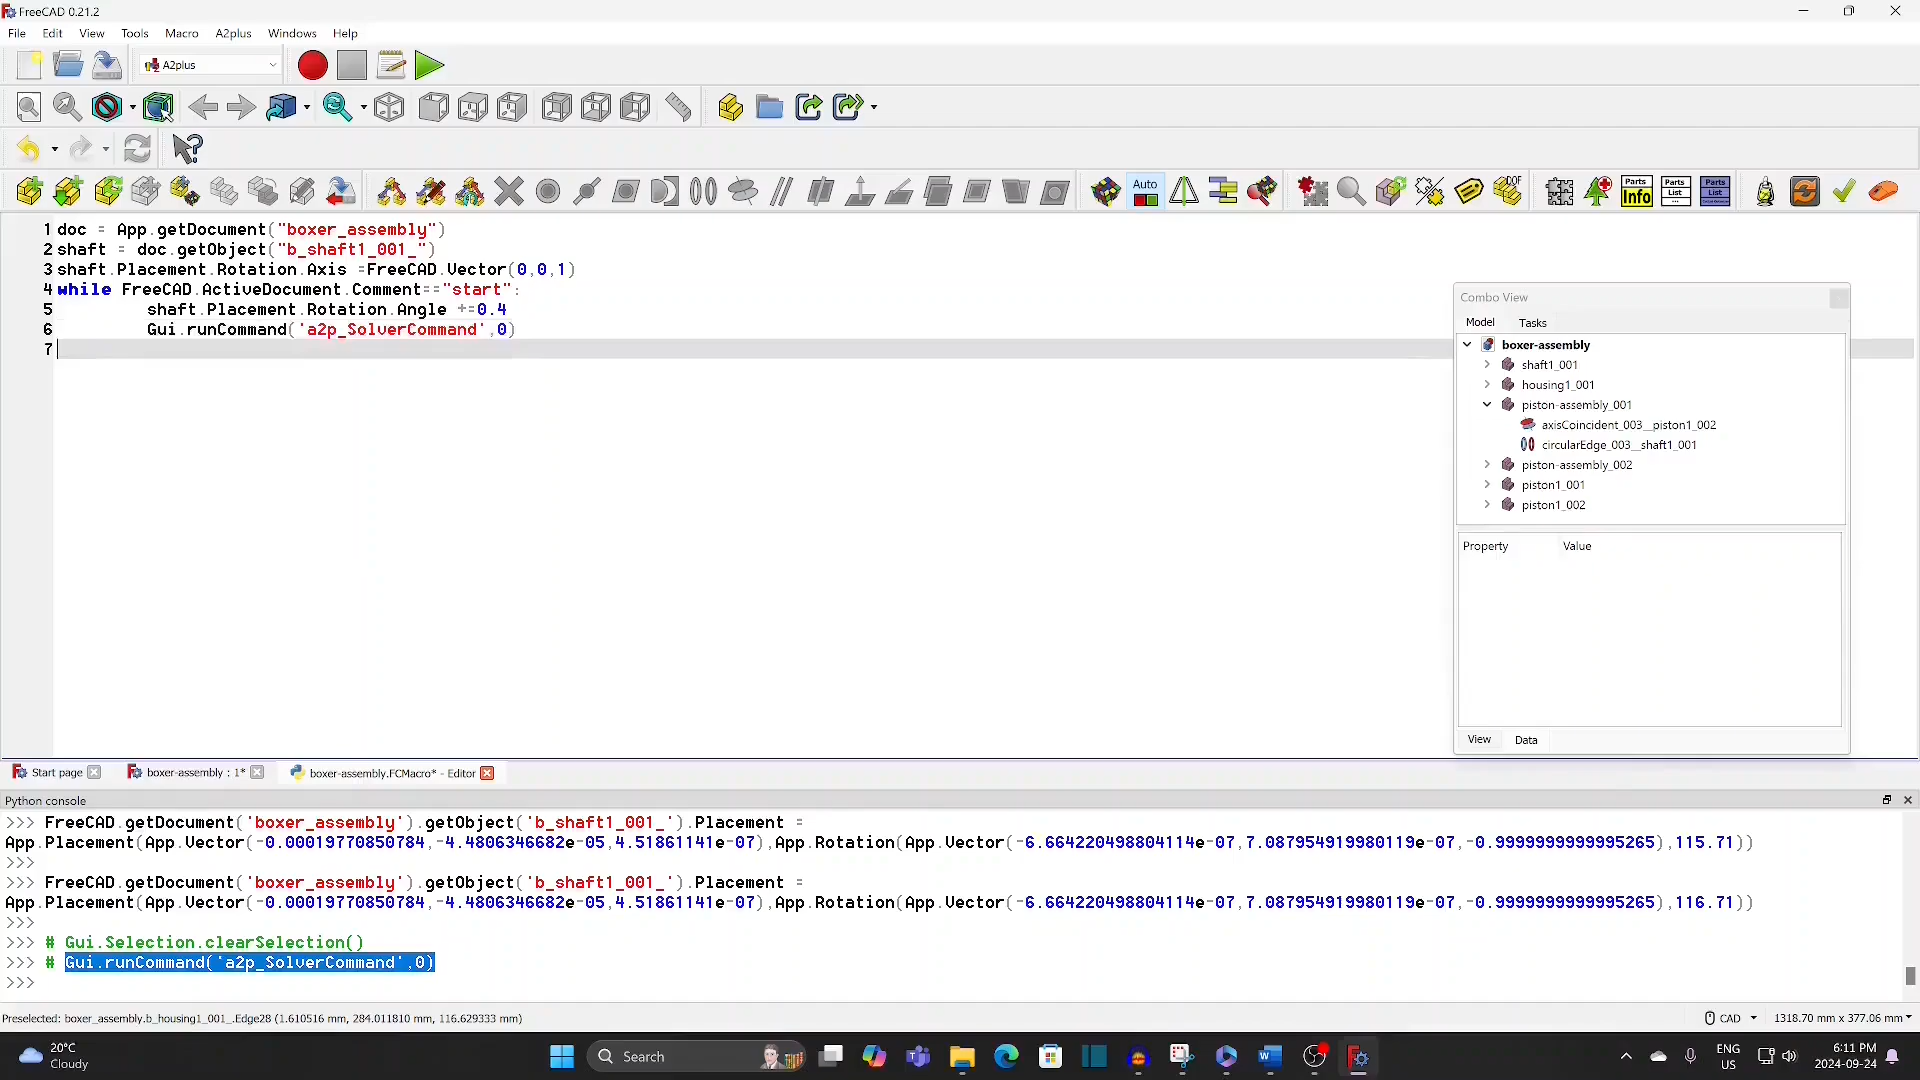 FreeCAD 0.21.2
File Edit View Tools Macro A2plus Windows Help
A2plus
Auto
DOF
Parts Info
Parts List
Parts List
1 doc = App.getDocument("boxer_assembly")
2 shaft = doc.getObject("b_shaft1_001_")
3 shaft.Placement.Rotation.Axis =FreeCAD.Vector(0,0,1)
4 while FreeCAD.ActiveDocument.Comment=="start":
5 shaft.Placement.Rotation.Angle +=0.4
6 Gui.runCommand('a2p_SolverCommand',0)
7
Combo View
Model Tasks
boxer-assembly
shaft1_001
housing1_001
piston-assembly_001
axisCoincident_003__piston1_002
circularEdge_003__shaft1_001
piston-assembly_002
piston1_001
piston1_002
Property Value
View Data
Start page boxer-assembly : 1* boxer-assembly.FCMacro* - Editor
Python console
>>> FreeCAD.getDocument('boxer_assembly').getObject('b_shaft1_001_').Placement =
App.Placement(App.Vector(-0.00019770850784,-4.4806346682e-05,4.51861141e-07),App.Rotation(App.Vector(-6.664220498804114e-07,7.087954919980119e-07,-0.9999999999995265),115.71))
>>>
>>> FreeCAD.getDocument('boxer_assembly').getObject('b_shaft1_001_').Placement =
App.Placement(App.Vector(-0.00019770850784,-4.4806346682e-05,4.51861141e-07),App.Rotation(App.Vector(-6.664220498804114e-07,7.087954919980119e-07,-0.9999999999995265),116.71))
>>>
>>> # Gui.Selection.clearSelection()
>>> # Gui.runCommand('a2p_SolverCommand',0)
>>>
Preselected: boxer_assembly.b_housing1_001_.Edge28 (1.610516 mm, 284.011810 mm, 116.629333 mm)
CAD
1318.70 mm x 377.06 mm
20°C
Cloudy
Search
ENG
US
6:11 PM
2024-09-24